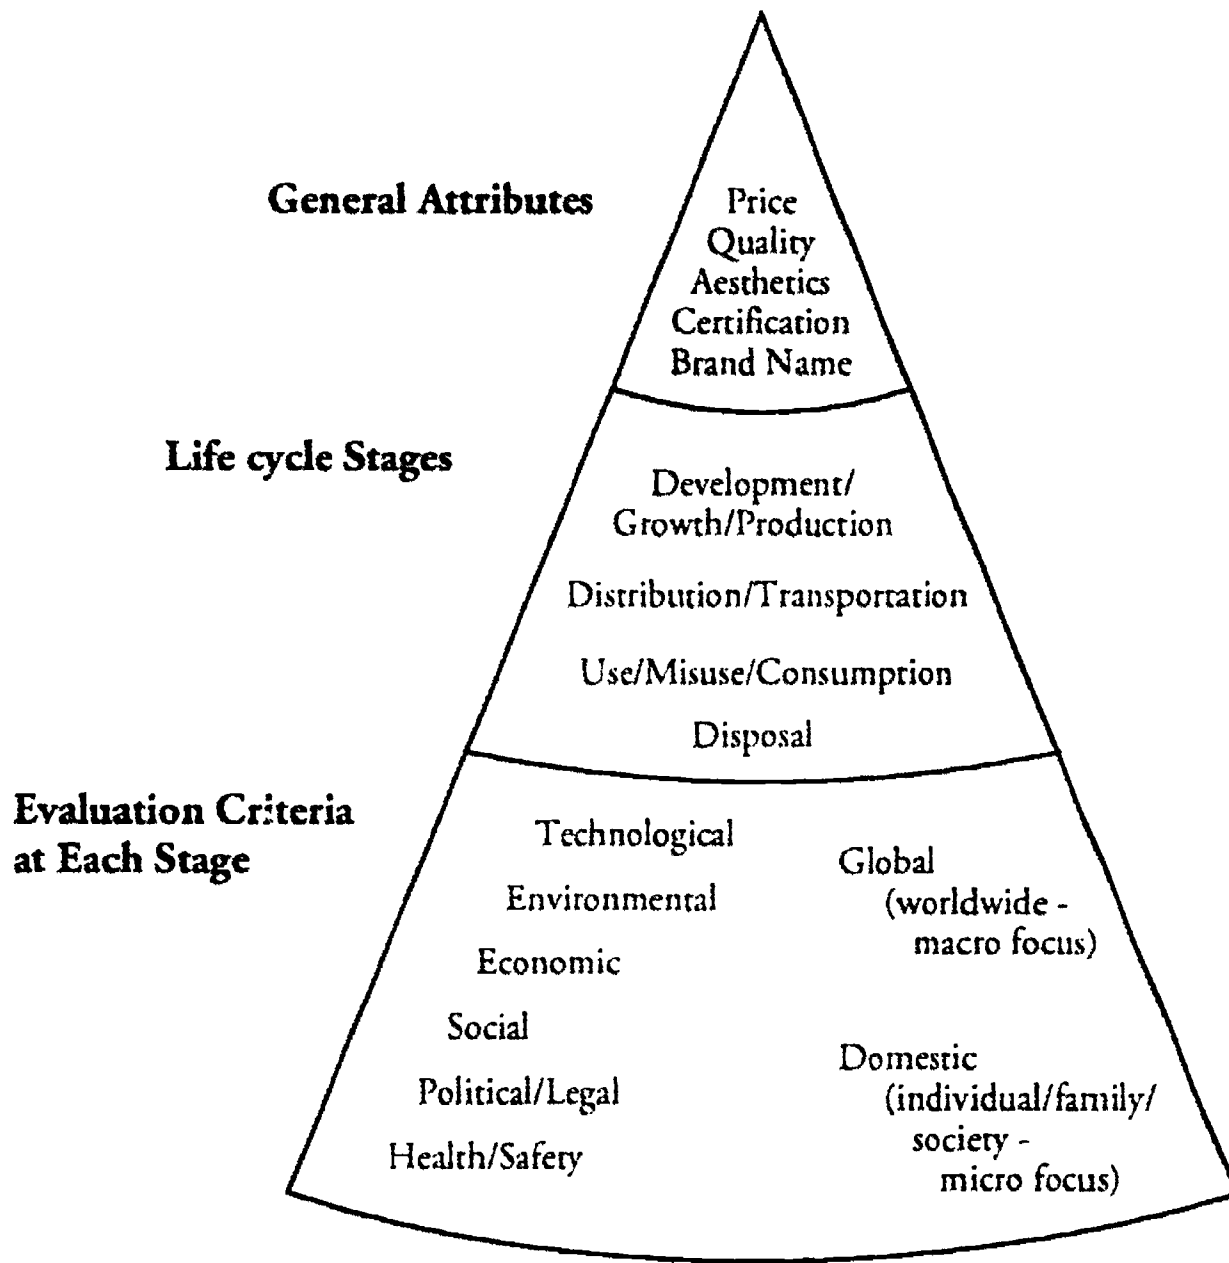 General Attributes
Price
Quality
Aesthetics
Certification
Brand Name
Life cycle Stages
Development/
Growth/Production
Distribution/Transportation
Use/Misuse/Consumption
Disposal
Evaluation Criteria
at Each Stage
Technological
Environmental
Economic
Social
Political/Legal
Health/Safety
Global
(worldwide -
macro focus)
Domestic
(individual/family/
society -
micro focus)